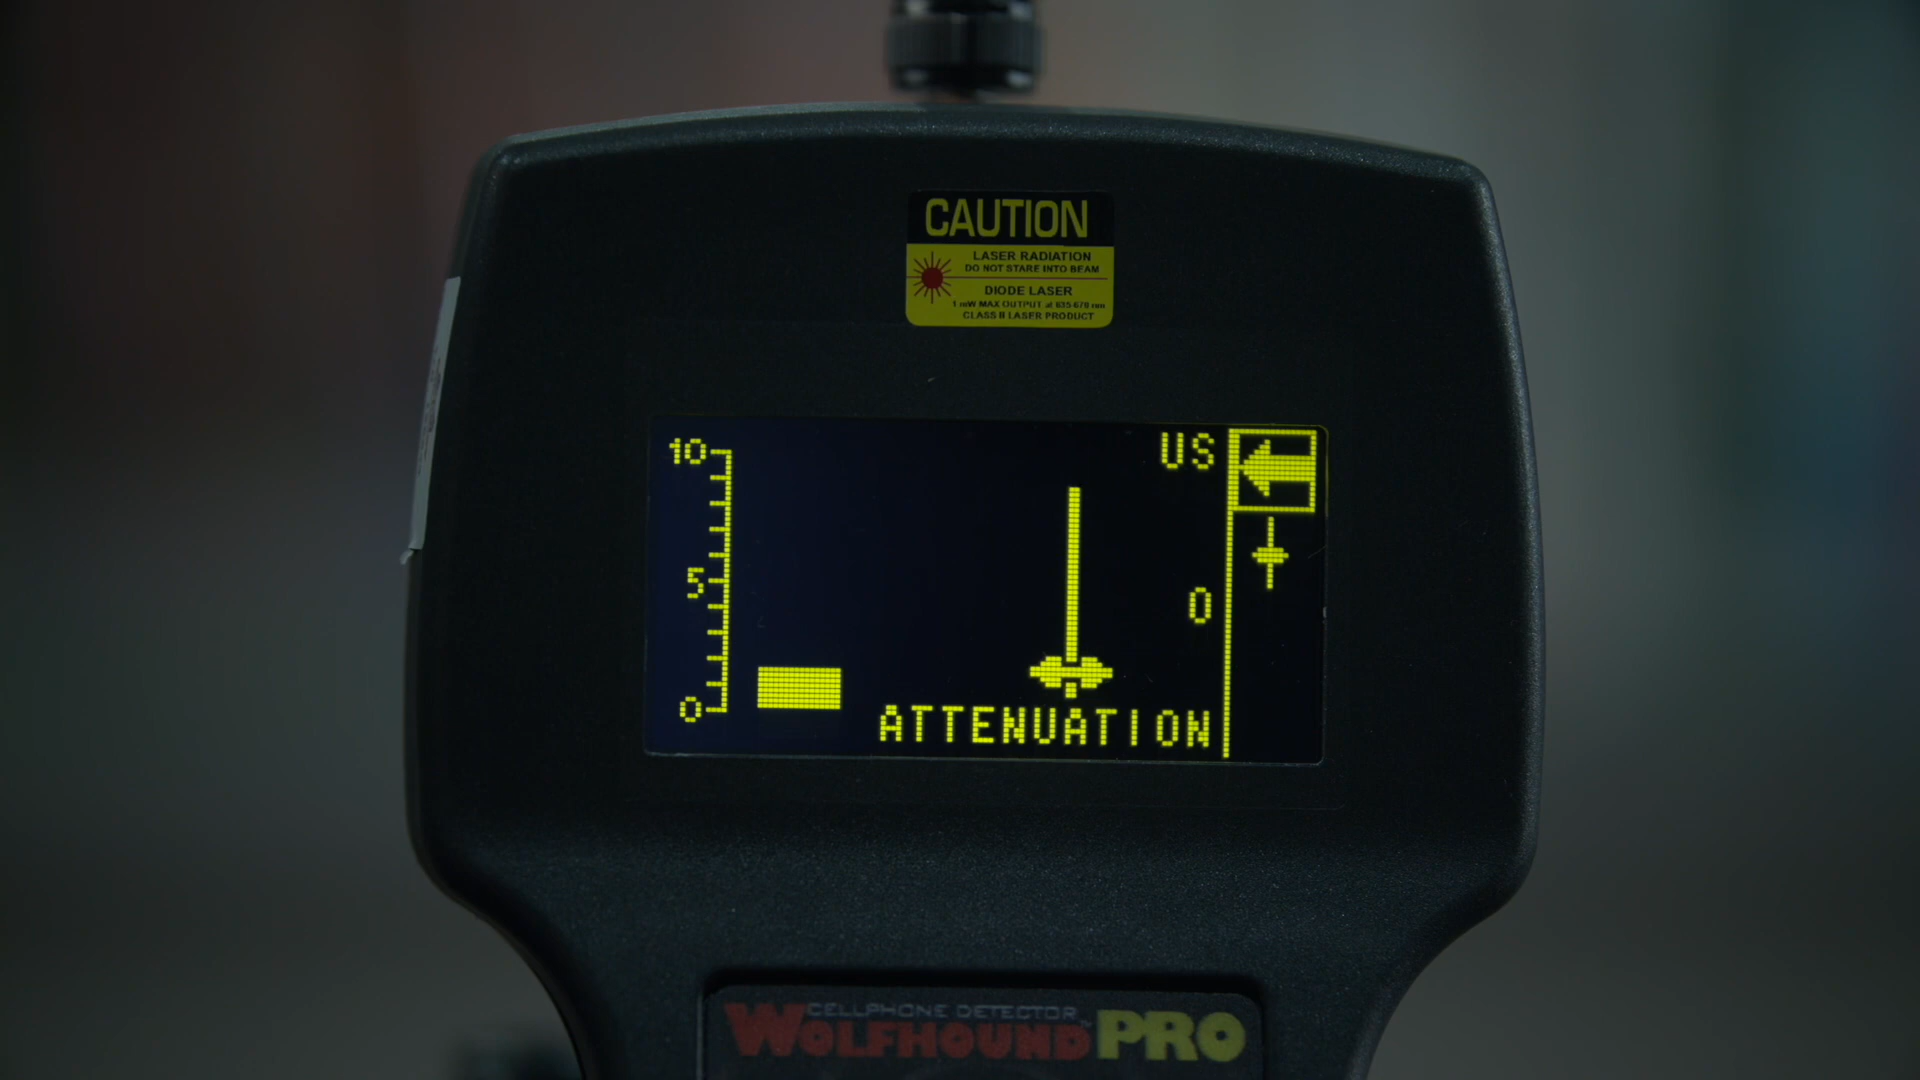 CAUTION
LASER RADIATION
DO NOT STARE INTO BEAM
DIODE LASER
1 mW MAX OUTPUT at 635-670 nm
CLASS II LASER PRODUCT
10
5
0
US
0
ATTENUATION
CELLPHONE DETECTOR
WOLFHOUND™ PRO